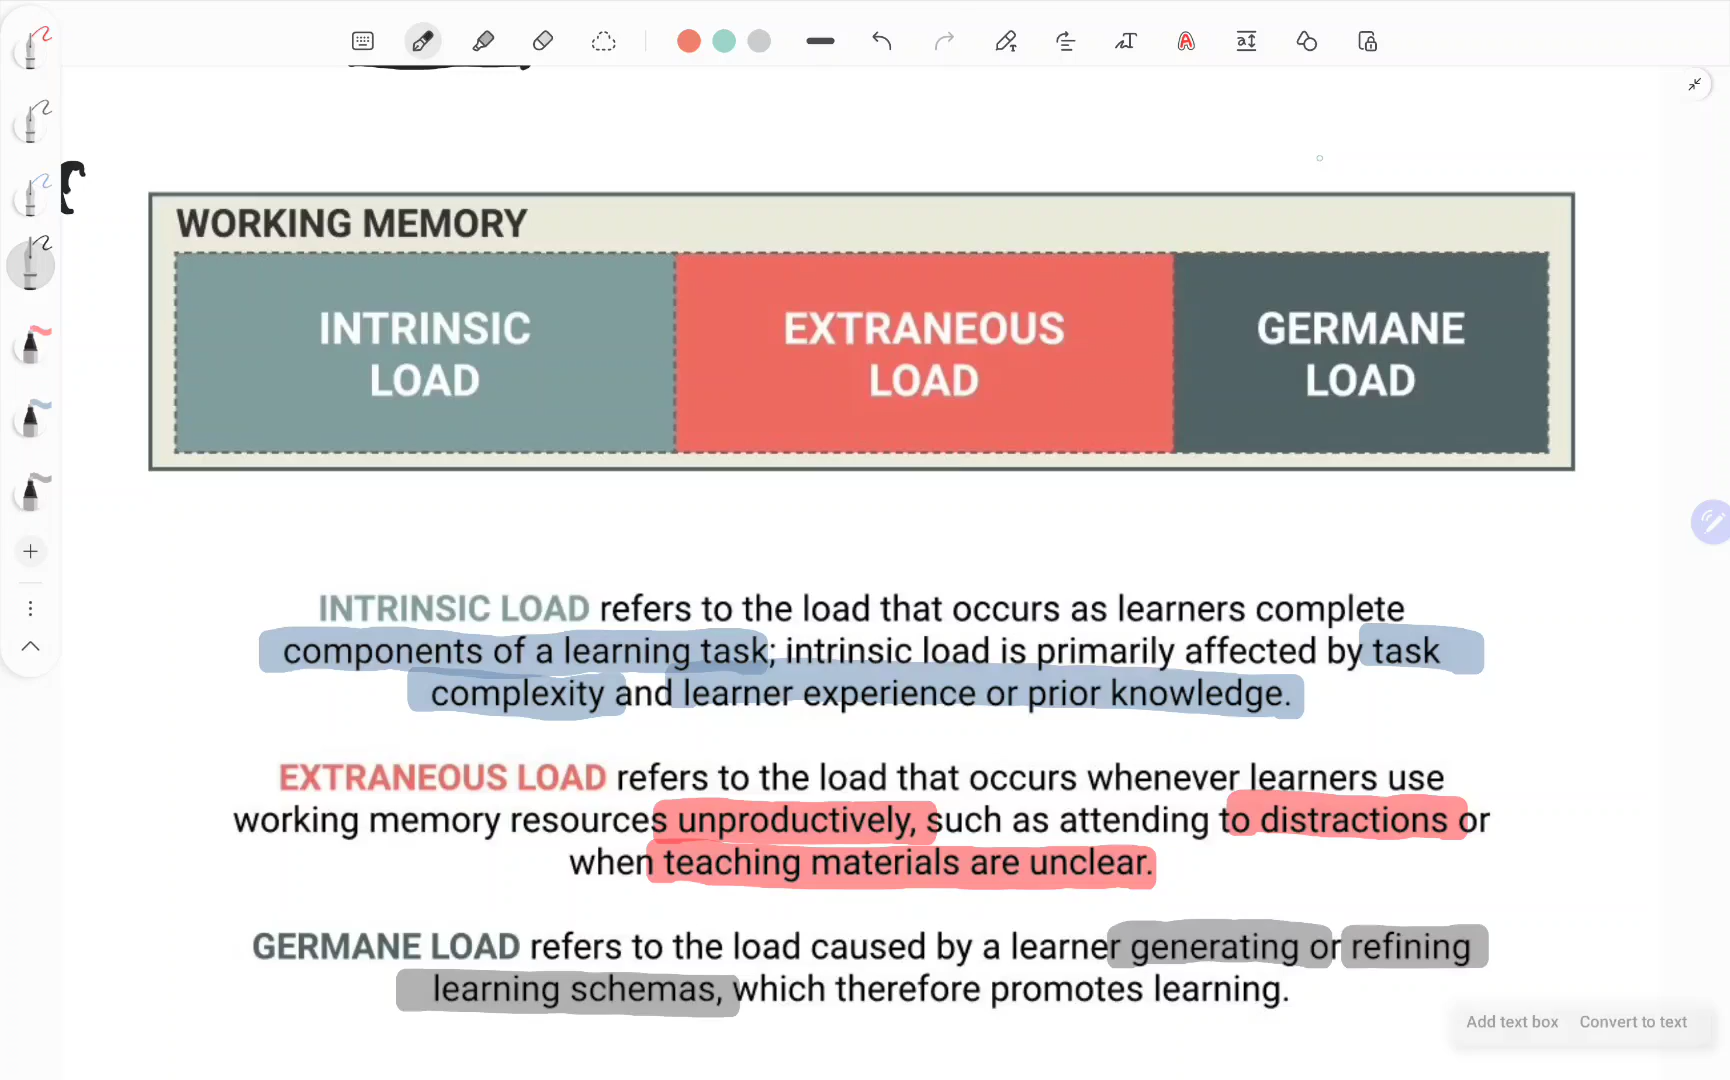 WORKING MEMORY
INTRINSIC
LOAD
EXTRANEOUS
LOAD
GERMANE
LOAD
INTRINSIC LOAD refers to the load that occurs as learners complete
components of a learning task; intrinsic load is primarily affected by task
complexity and learner experience or prior knowledge.
EXTRANEOUS LOAD refers to the load that occurs whenever learners use
working memory resources unproductively, such as attending to distractions or
when teaching materials are unclear.
GERMANE LOAD refers to the load caused by a learner generating or refining
learning schemas, which therefore promotes learning.
Add text box Convert to text